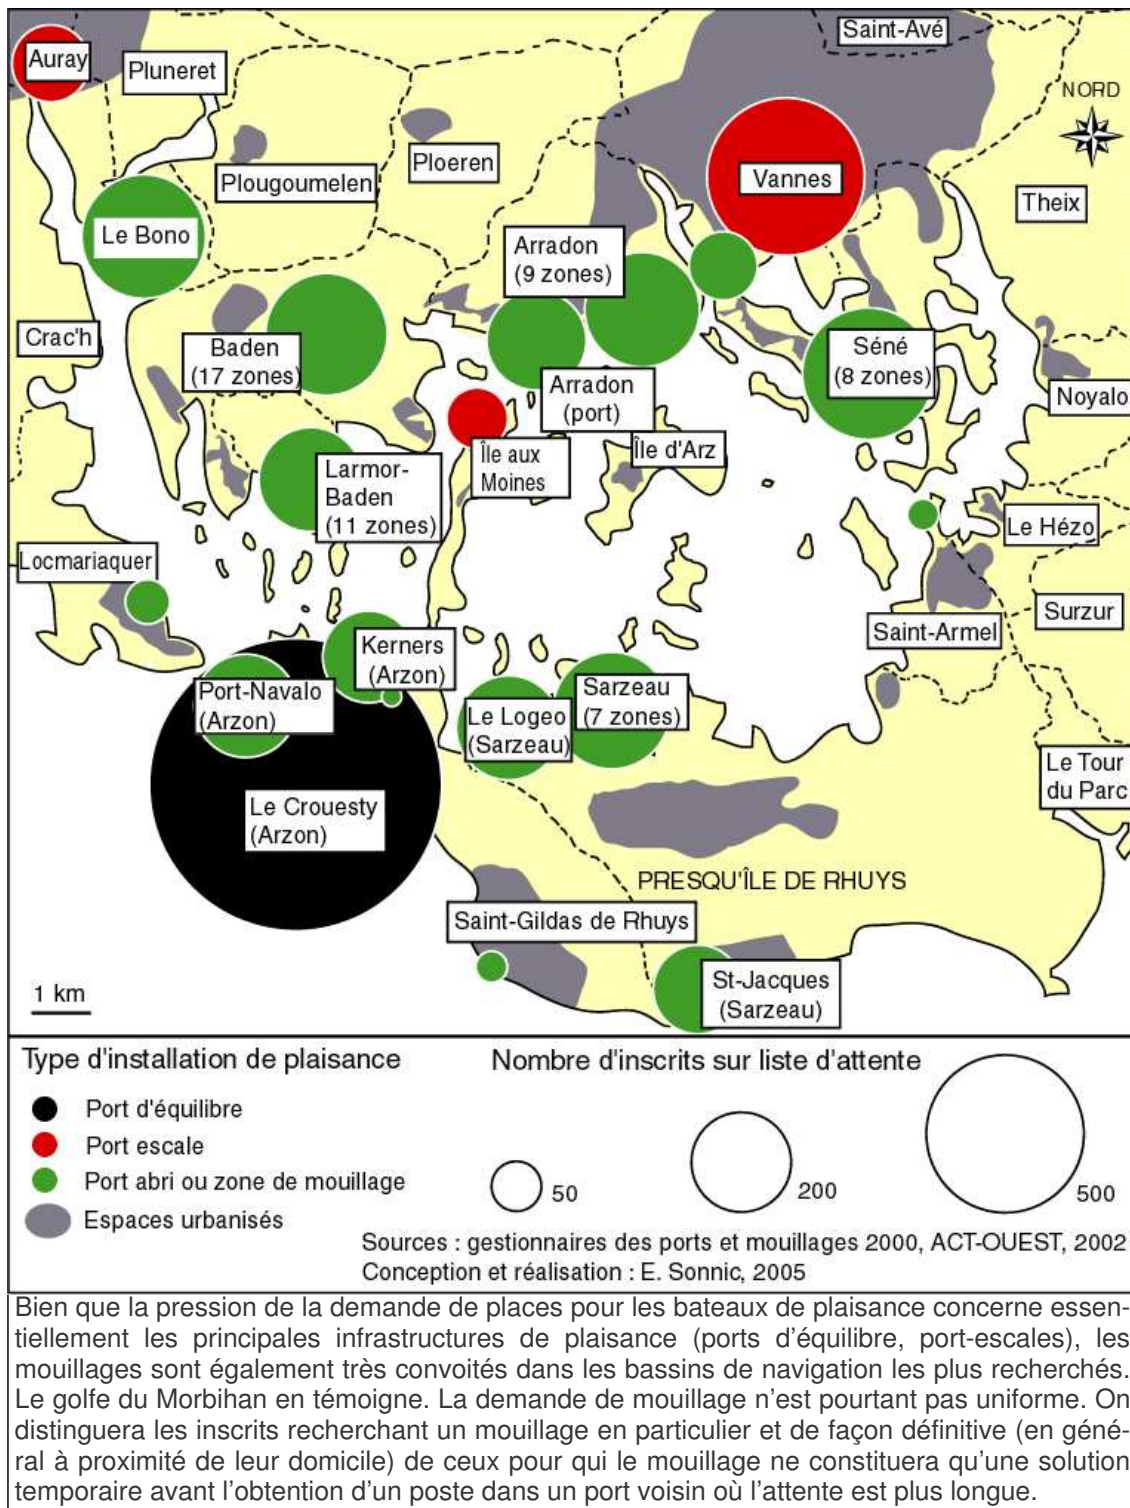 Saint-Avé
Auray
Pluneret
NORD
Ploeren
Vannes
Plougoumelen
Theix
Le Bono
Arradon
(9 zones)
Crac'h
Baden
(17 zones)
Séné
(8 zones)
Arradon
(port)
Noyalo
Île d'Arz
Île aux
Moines
Larmor-
Baden
(11 zones)
Le Hézo
Locmariaquer
Surzur
Saint-Armel
Kerners
(Arzon)
Port-Navalo
(Arzon)
Sarzeau
(7 zones)
Le Logeo
(Sarzeau)
Le Tour
du Parc
Le Crouesty
(Arzon)
PRESQU'ÎLE DE RHUYS
Saint-Gildas de Rhuys
St-Jacques
(Sarzeau)
1 km
Type d'installation de plaisance
Port d'équilibre
Port escale
Port abri ou zone de mouillage
Espaces urbanisés
Nombre d'inscrits sur liste d'attente
50
200
500
Sources : gestionnaires des ports et mouillages 2000, ACT-OUEST, 2002
Conception et réalisation : E. Sonnic, 2005
Bien que la pression de la demande de places pour les bateaux de plaisance concerne essen-
tiellement les principales infrastructures de plaisance (ports d'équilibre, port-escales), les
mouillages sont également très convoités dans les bassins de navigation les plus recherchés.
Le golfe du Morbihan en témoigne. La demande de mouillage n'est pourtant pas uniforme. On
distinguera les inscrits recherchant un mouillage en particulier et de façon définitive (en géné-
ral à proximité de leur domicile) de ceux pour qui le mouillage ne constituera qu'une solution
temporaire avant l'obtention d'un poste dans un port voisin où l'attente est plus longue.